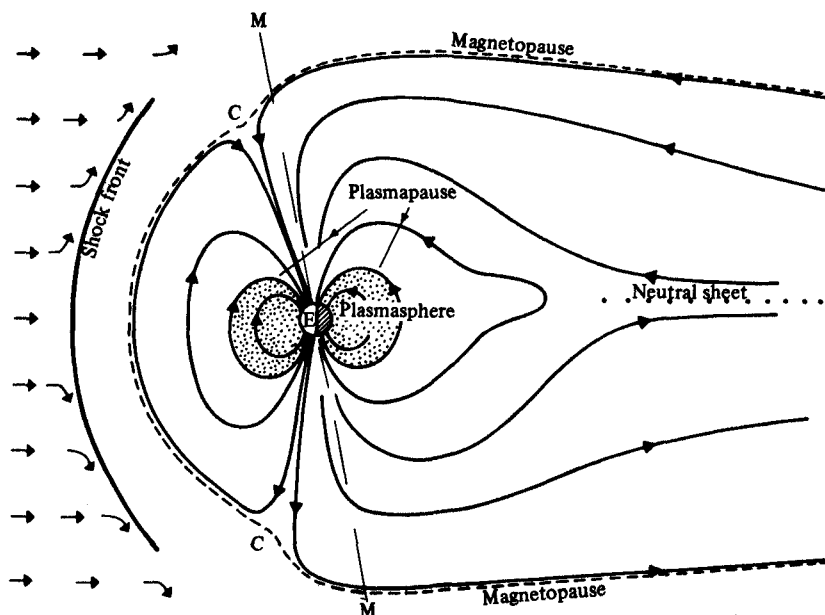 M
Magnetopause
C
Shock front
Plasmapause
Neutral sheet
E
Plasmasphere
C
Magnetopause
M